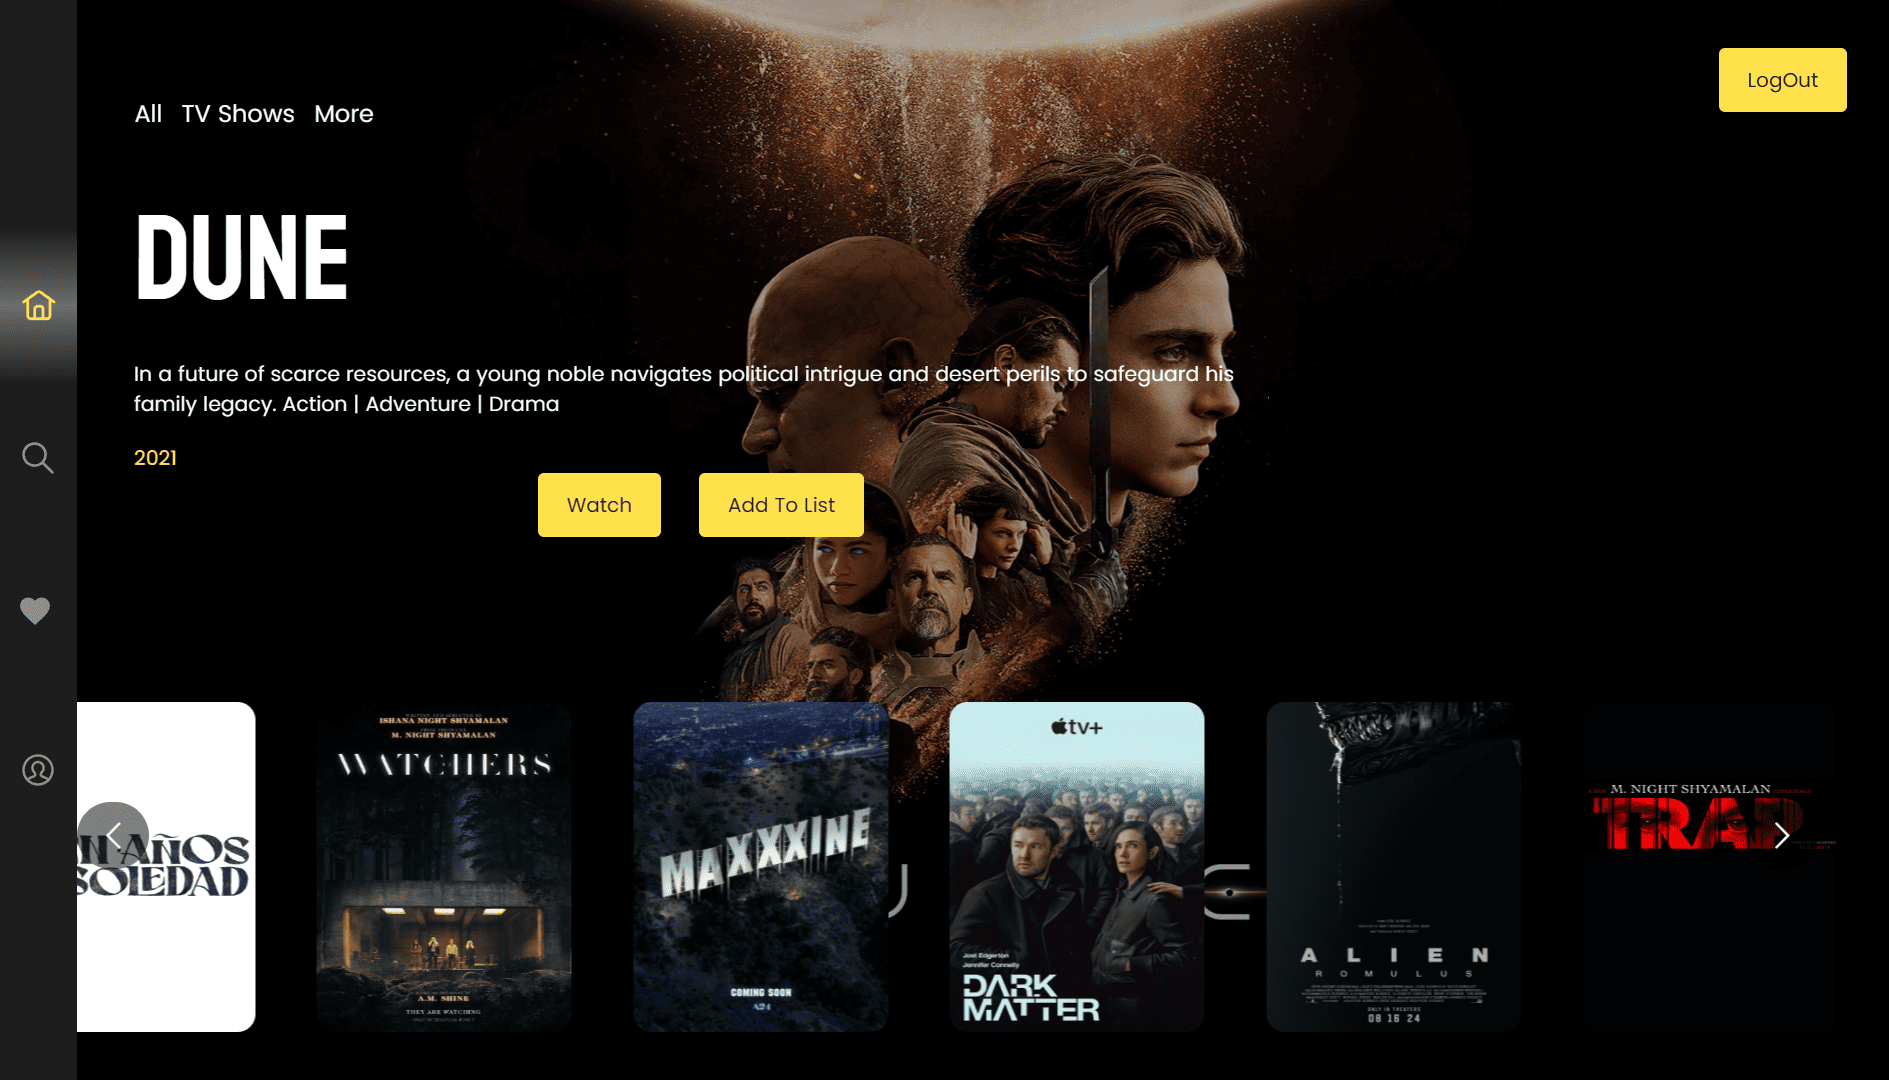 LogOut
All TV Shows More
DUNE
In a future of scarce resources, a young noble navigates political intrigue and desert perils to safeguard his
family legacy. Action | Adventure | Drama
2021
Watch
Add To List
AÑOS
SOLEDAD
ISHANA NIGHT SHYAMALAN
M. NIGHT SHYAMALAN
WATCHERS
A.M. SHINE
THEY ARE WATCHING
MAXXXINE
COMING SOON
A24
tv+
Joel Edgerton
Jennifer Connelly
DARK
MATTER
ALIEN
ROMULUS
ONLY IN THEATERS
08 16 24
M. NIGHT SHYAMALAN
TRAP